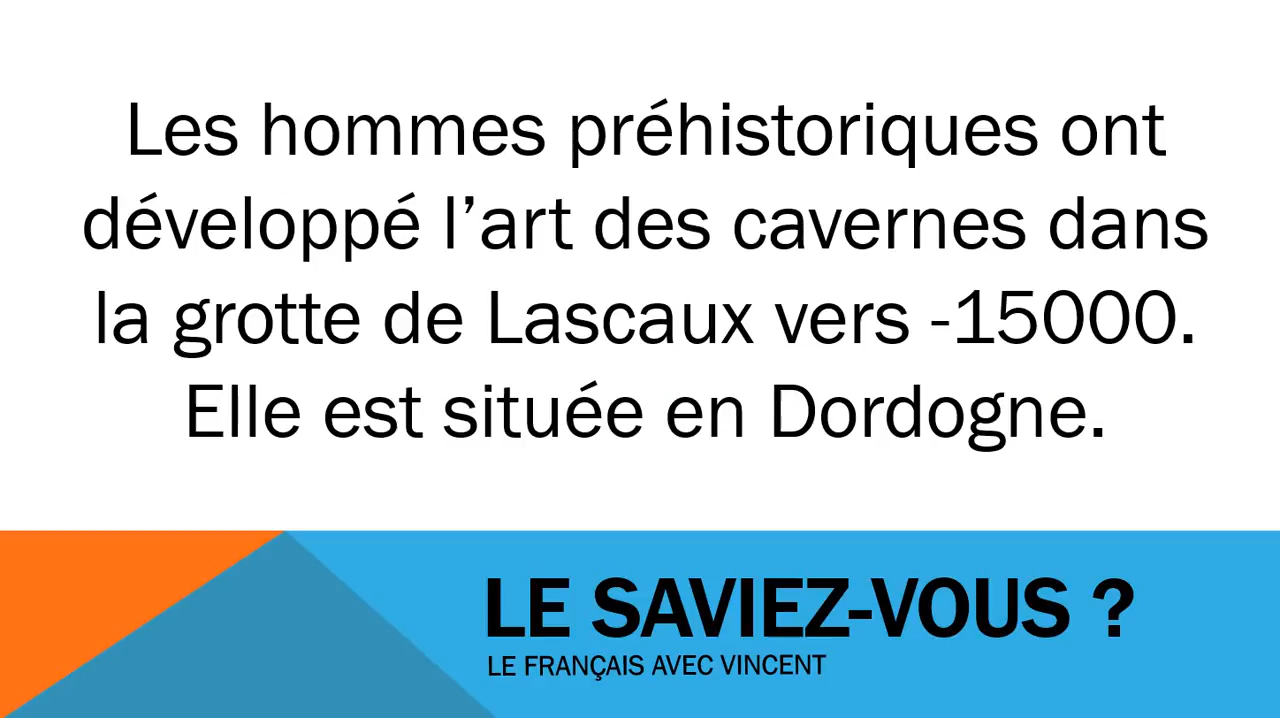 Les hommes préhistoriques ont
développé l’art des cavernes dans
la grotte de Lascaux vers -15000.
Elle est située en Dordogne.
LE SAVIEZ-VOUS ?
LE FRANÇAIS AVEC VINCENT